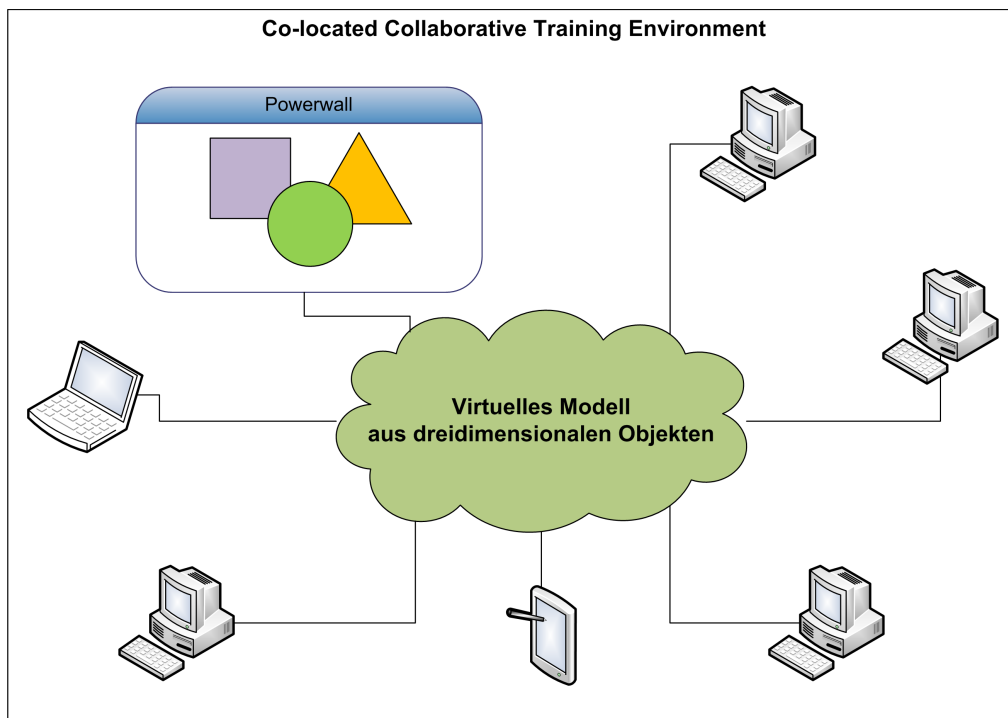 Co-located Collaborative Training Environment
Powerwall
Virtuelles Modell
aus dreidimensionalen Objekten